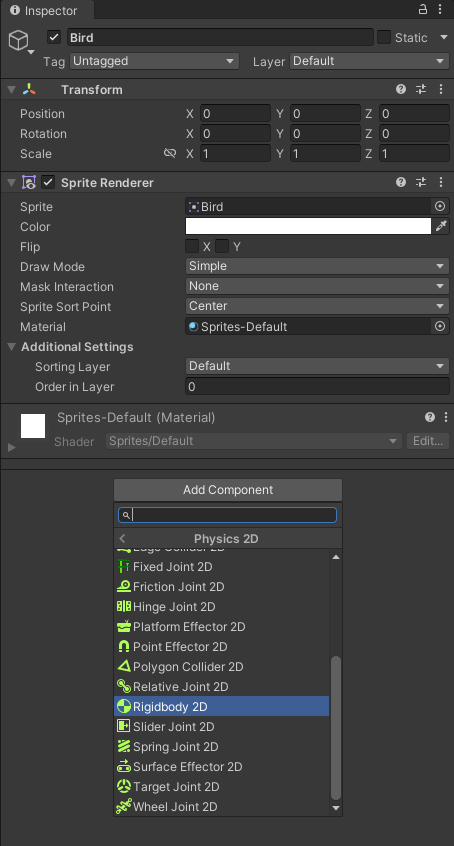 Inspector
Bird
Static
Tag Untagged Layer Default
Transform
Position X 0 Y 0 Z 0
Rotation X 0 Y 0 Z 0
Scale X 1 Y 1 Z 1
Sprite Renderer
Sprite Bird
Color
Flip X Y
Draw Mode Simple
Mask Interaction None
Sprite Sort Point Center
Material Sprites-Default
Additional Settings
Sorting Layer Default
Order in Layer 0
Sprites-Default (Material)
Shader Sprites/Default Edit...
Add Component
Physics 2D
Edge Collider 2D
Fixed Joint 2D
Friction Joint 2D
Hinge Joint 2D
Platform Effector 2D
Point Effector 2D
Polygon Collider 2D
Relative Joint 2D
Rigidbody 2D
Slider Joint 2D
Spring Joint 2D
Surface Effector 2D
Target Joint 2D
Wheel Joint 2D